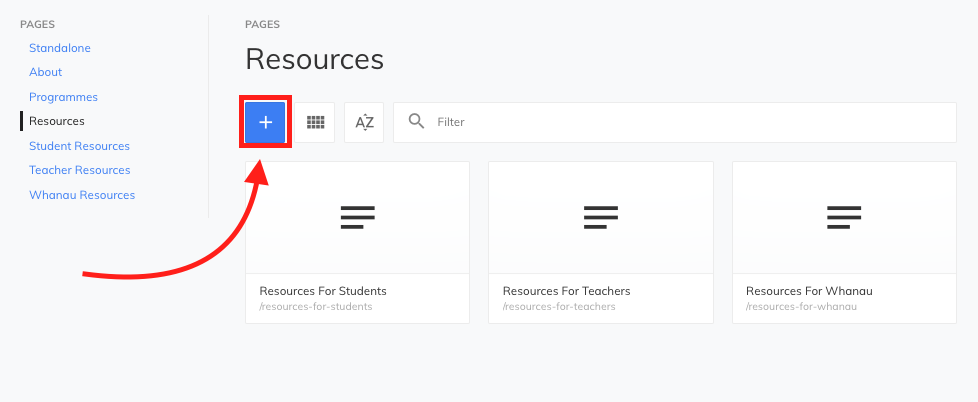 PAGES
Standalone
About
Programmes
Resources
Student Resources
Teacher Resources
Whanau Resources
PAGES
Resources
+
AZ
Filter
Resources For Students
/resources-for-students
Resources For Teachers
/resources-for-teachers
Resources For Whanau
/resources-for-whanau